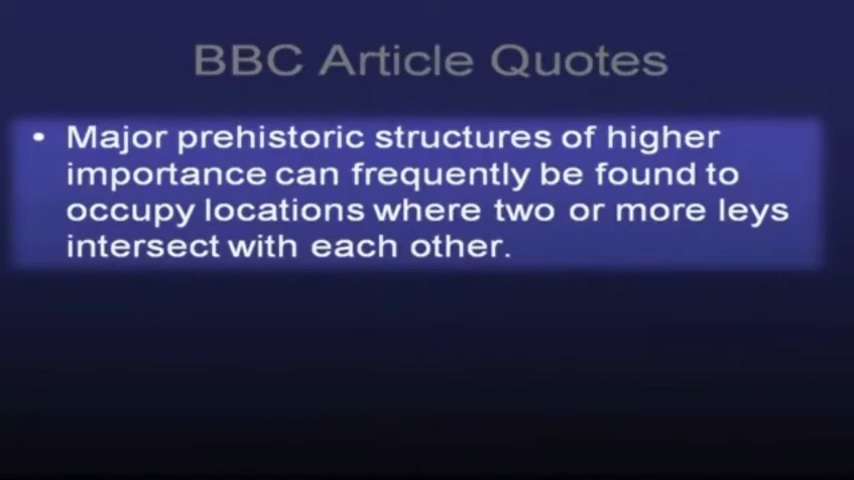 BBC Article Quotes
• Major prehistoric structures of higher
importance can frequently be found to
occupy locations where two or more leys
intersect with each other.